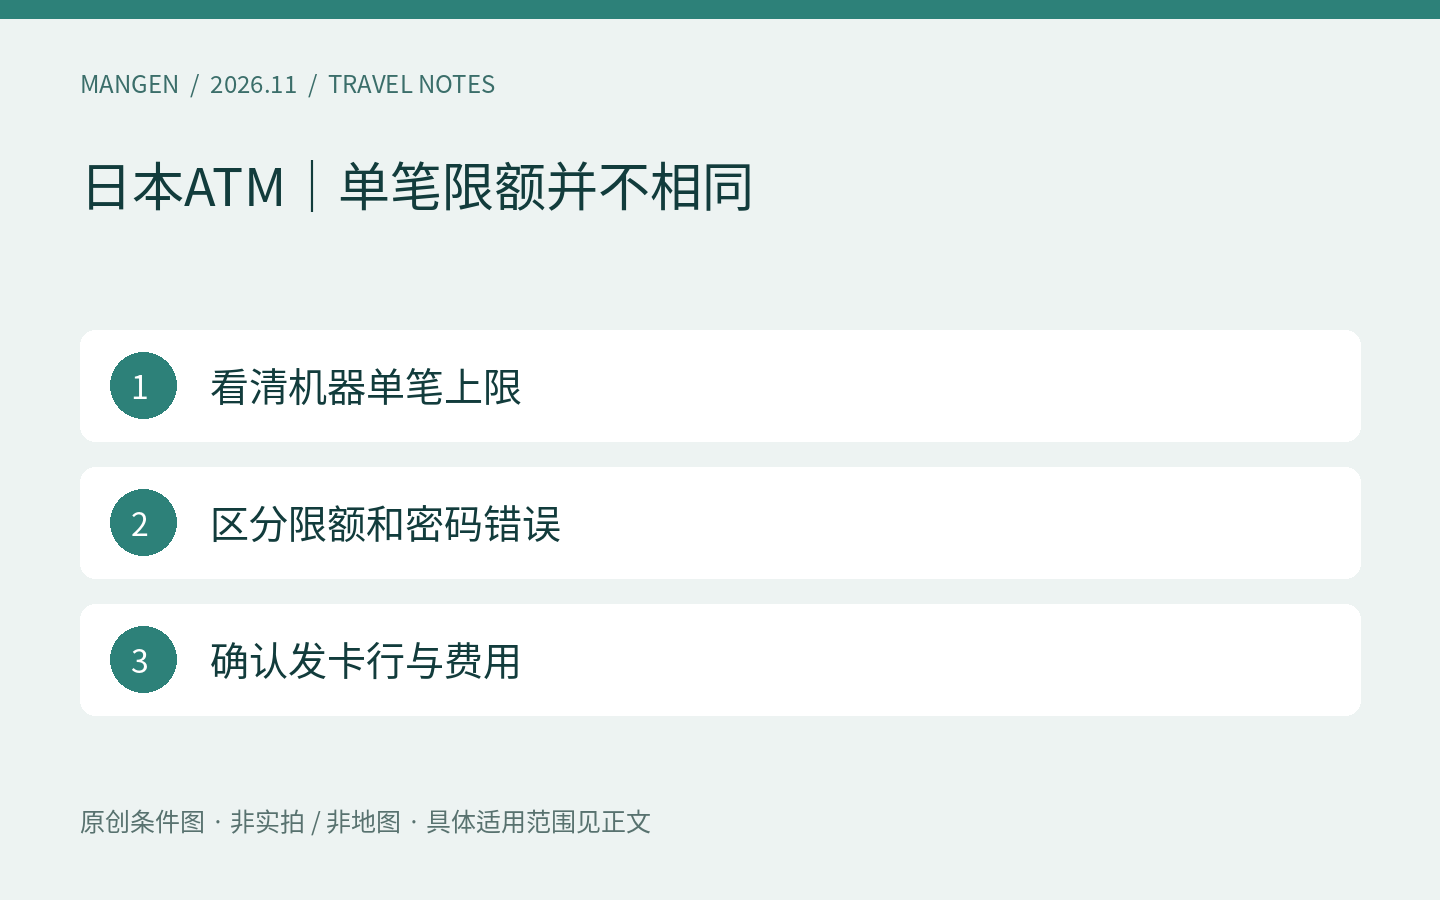 MANGEN / 2026.11 / TRAVEL NOTES
日本ATM｜单笔限额并不相同
1 看清机器单笔上限
2 区分限额和密码错误
3 确认发卡行与费用
原创条件图 · 非实拍 / 非地图 · 具体适用范围见正文